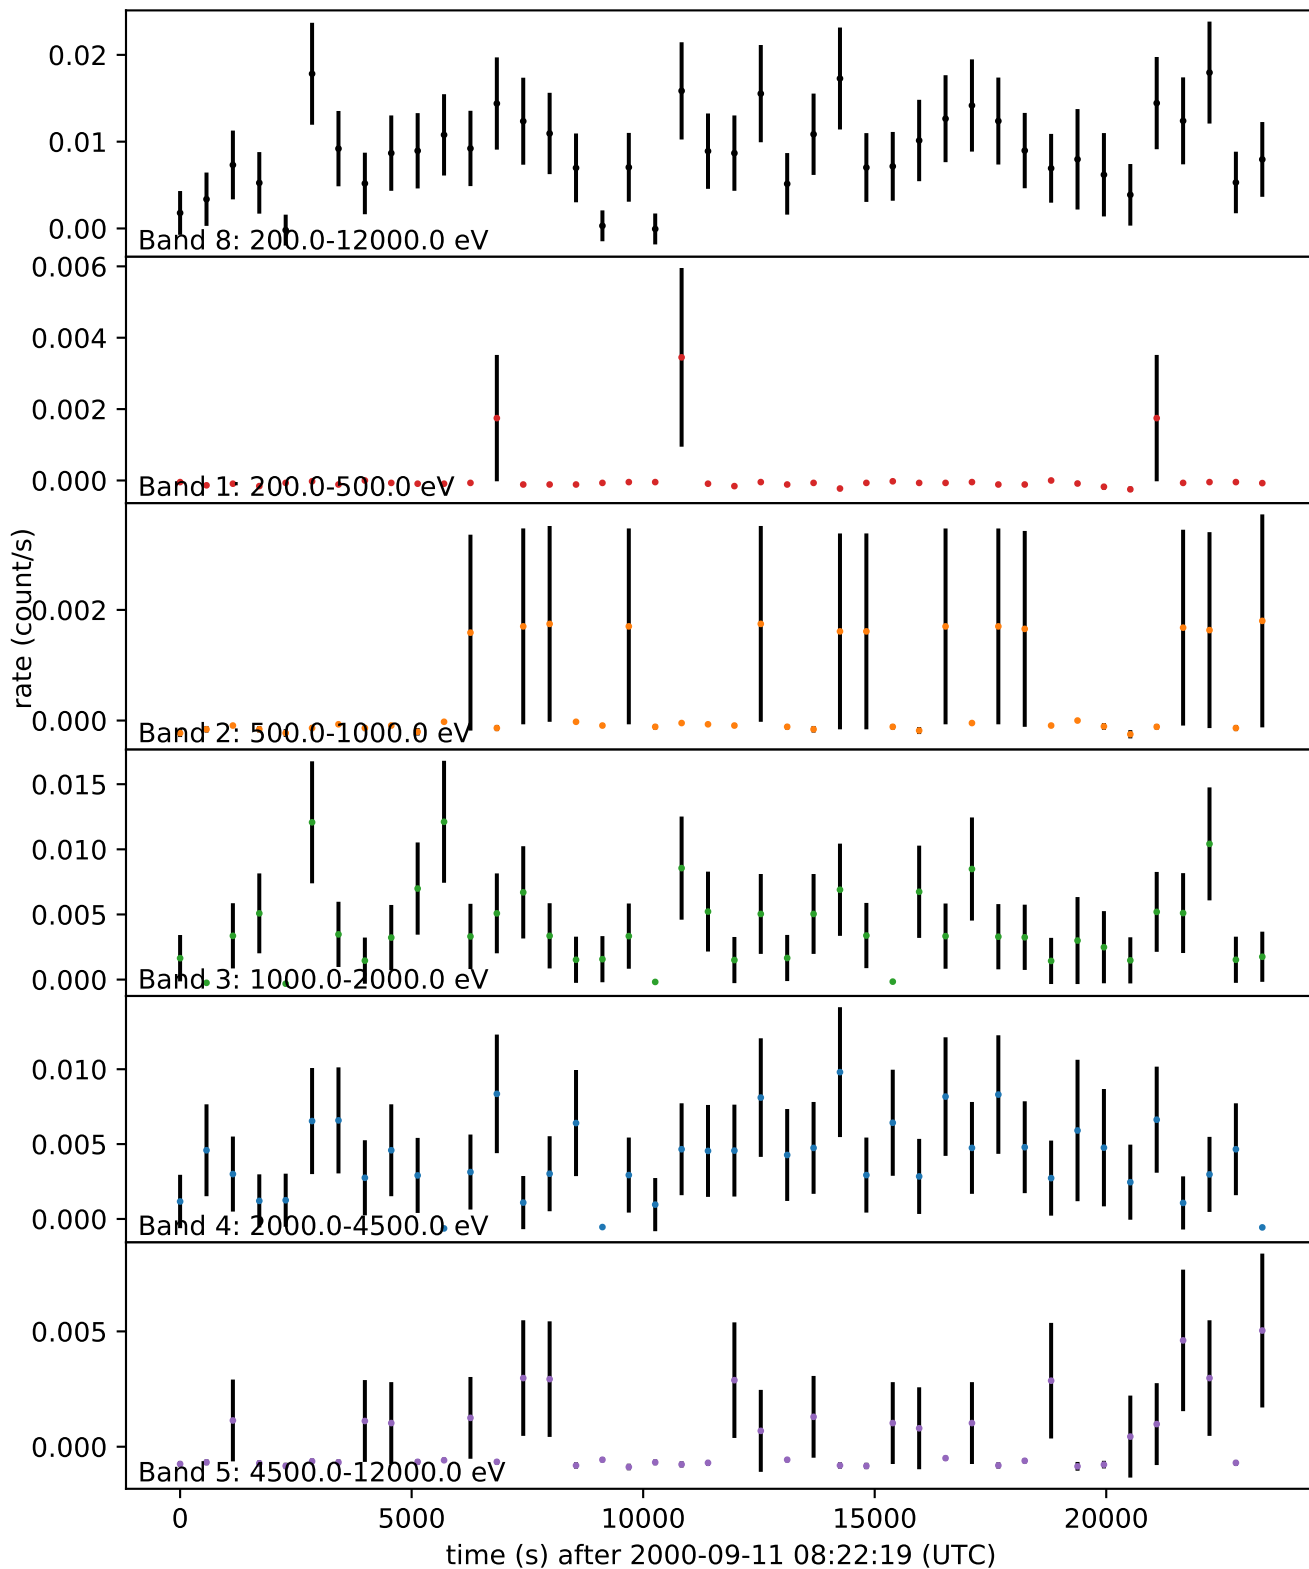 0.02
0.01
0.00
Band 8: 200.0-12000.0 eV
0.006
0.004
0.002
0.000
Band 1: 200.0-500.0 eV
rate (count/s)
0.002
0.000
Band 2: 500.0-1000.0 eV
0.015
0.010
0.005
0.000
Band 3: 1000.0-2000.0 eV
0.010
0.005
0.000
Band 4: 2000.0-4500.0 eV
0.005
0.000
Band 5: 4500.0-12000.0 eV
0 5000 10000 15000 20000
time (s) after 2000-09-11 08:22:19 (UTC)